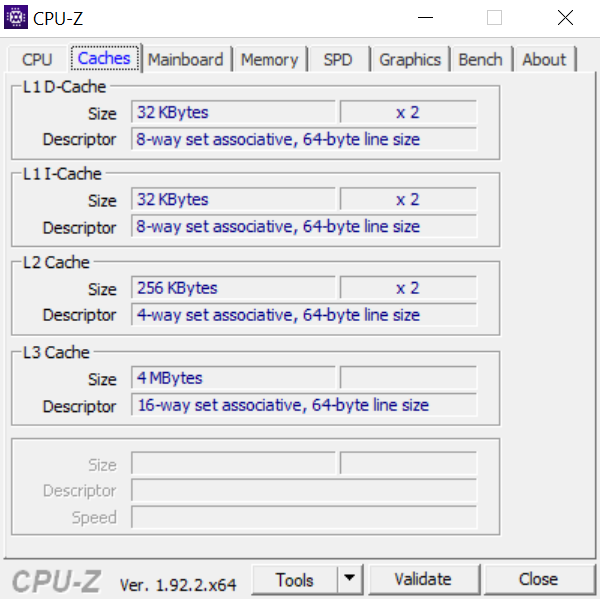 CPU-Z
CPU Caches Mainboard Memory SPD Graphics Bench About
L1 D-Cache
Size 32 KBytes x 2
Descriptor 8-way set associative, 64-byte line size
L1 I-Cache
Size 32 KBytes x 2
Descriptor 8-way set associative, 64-byte line size
L2 Cache
Size 256 KBytes x 2
Descriptor 4-way set associative, 64-byte line size
L3 Cache
Size 4 MBytes
Descriptor 16-way set associative, 64-byte line size
Size
Descriptor
Speed
CPU-Z Ver. 1.92.2.x64 Tools Validate Close